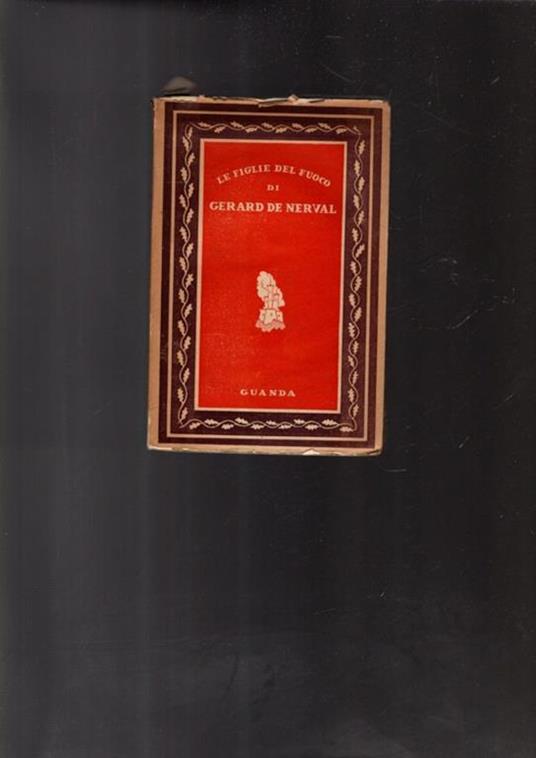 LE FIGLIE DEL FUOCO
DI
GERARD DE NERVAL
GUANDA